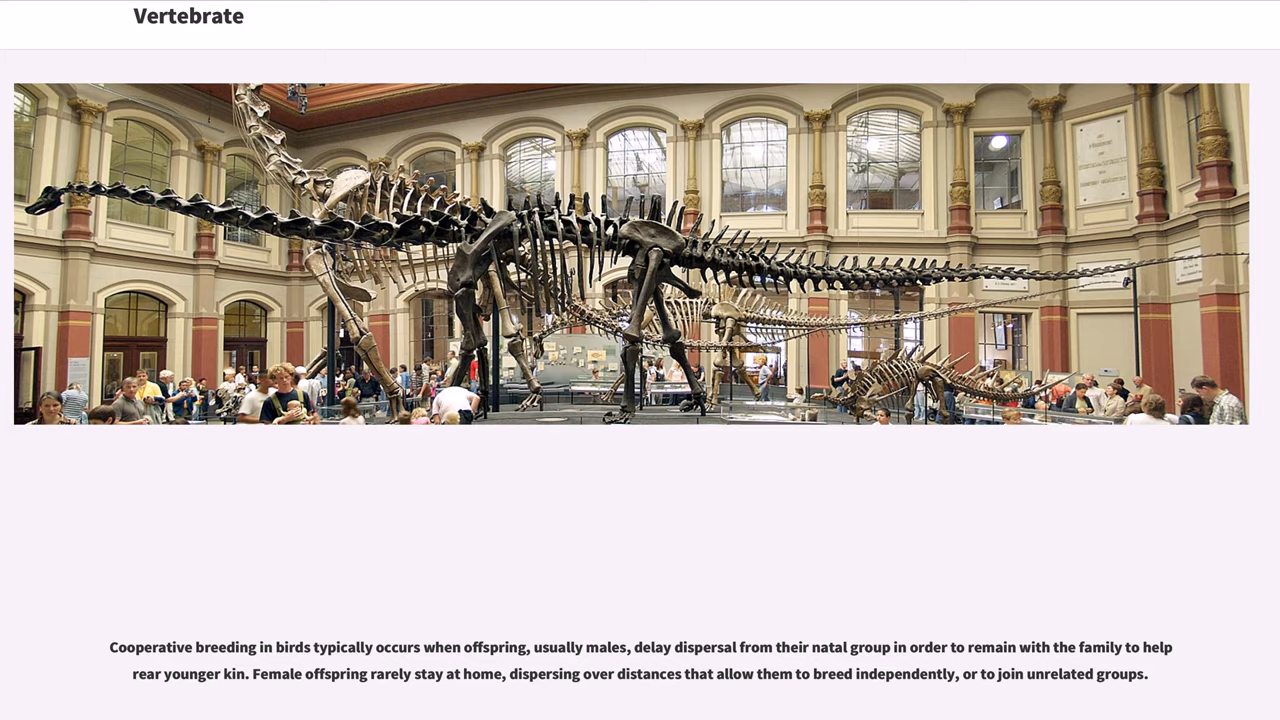 Vertebrate
Cooperative breeding in birds typically occurs when offspring, usually males, delay dispersal from their natal group in order to remain with the family to help
rear younger kin. Female offspring rarely stay at home, dispersing over distances that allow them to breed independently, or to join unrelated groups.